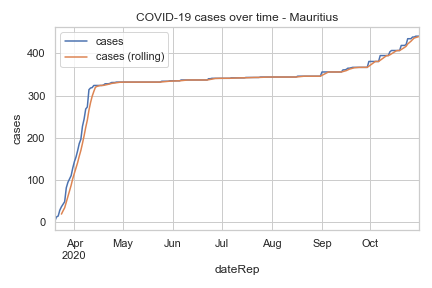 COVID-19 cases over time - Mauritius
cases
cases (rolling)
400
300
200
100
0
cases
Apr May Jun Jul Aug Sep Oct
2020
dateRep